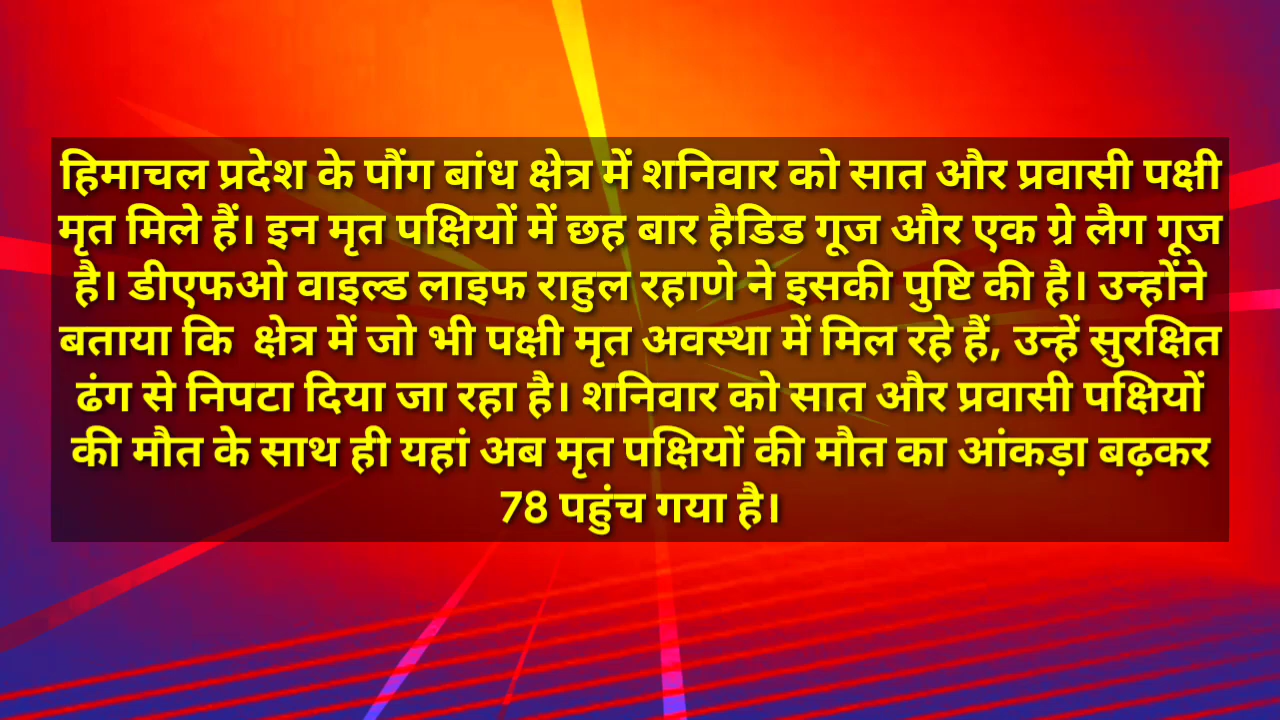 हिमाचल प्रदेश के पौंग बांध क्षेत्र में शनिवार को सात और प्रवासी पक्षी
मृत मिले हैं। इन मृत पक्षियों में छह बार हैडिड गूज और एक ग्रे लैग गूज
है। डीएफओ वाइल्ड लाइफ राहुल रहाणे ने इसकी पुष्टि की है। उन्होंने
बताया कि  क्षेत्र में जो भी पक्षी मृत अवस्था में मिल रहे हैं, उन्हें सुरक्षित
ढंग से निपटा दिया जा रहा है। शनिवार को सात और प्रवासी पक्षियों
की मौत के साथ ही यहां अब मृत पक्षियों की मौत का आंकड़ा बढ़कर
78 पहुंच गया है।